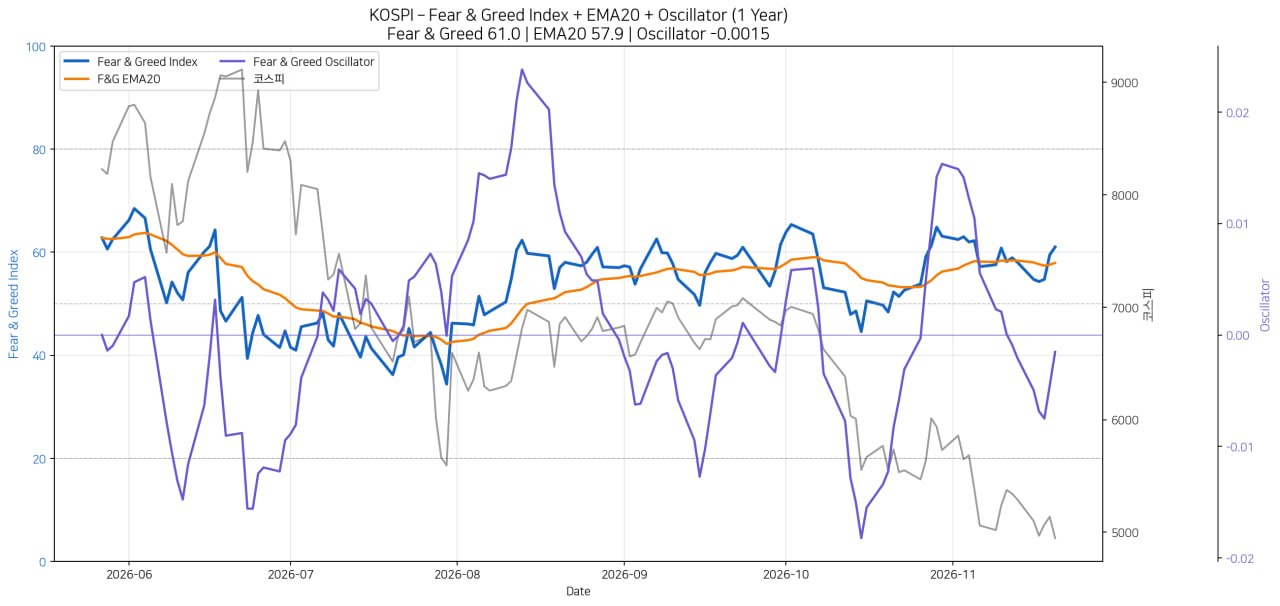 KOSPI – Fear & Greed Index + EMA20 + Oscillator (1 Year)
Fear & Greed 61.0 | EMA20 57.9 | Oscillator -0.0015
Fear & Greed Index
F&G EMA20
Fear & Greed Oscillator
코스피
Fear & Greed Index
100
80
60
40
20
0
9000
8000
7000
6000
5000
코스피
0.02
0.01
0.00
-0.01
-0.02
Oscillator
2026-06
2026-07
2026-08
2026-09
2026-10
2026-11
Date